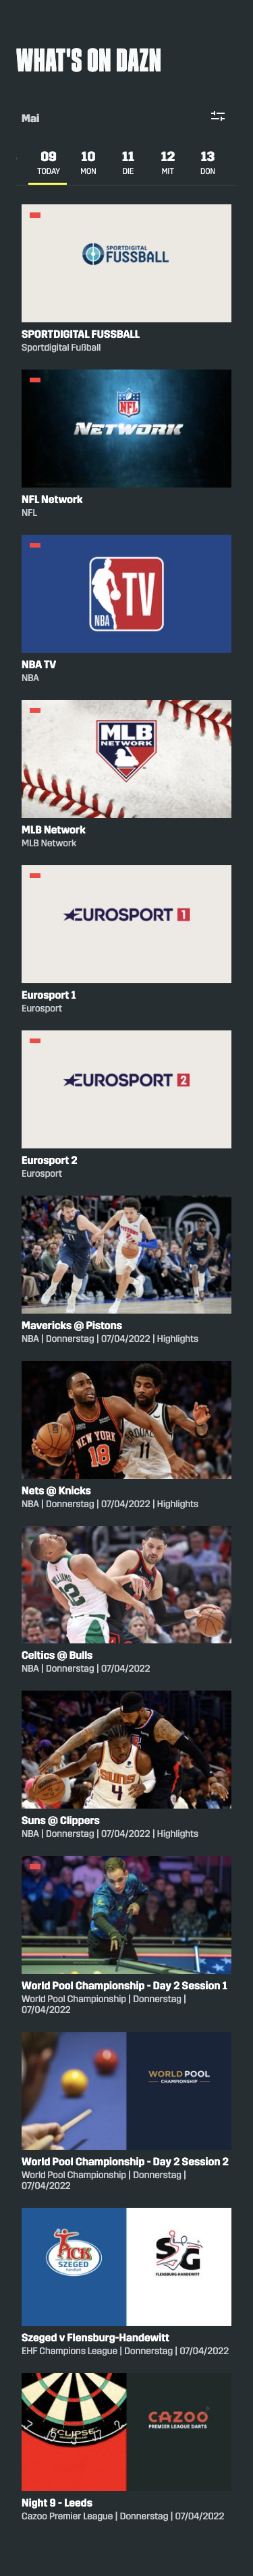 WHAT'S ON DAZN
Mai
09 10 11 12 13
TODAY MON DIE MIT DON
SPORTDIGITAL
FUSSBALL
SPORTDIGITAL FUSSBALL
Sportdigital Fußball
NFL
NETWORK
NFL Network
NFL
NBA TV
NBA TV
NBA
MLB
NETWORK
MLB Network
MLB Network
EUROSPORT 1
Eurosport 1
Eurosport
EUROSPORT 2
Eurosport 2
Eurosport
Mavericks @ Pistons
NBA | Donnerstag | 07/04/2022 | Highlights
NEW YORK
18
11
Nets @ Knicks
NBA | Donnerstag | 07/04/2022 | Highlights
WILLIAMS
Celtics @ Bulls
NBA | Donnerstag | 07/04/2022
SUNS
4
Suns @ Clippers
NBA | Donnerstag | 07/04/2022 | Highlights
World Pool Championship - Day 2 Session 1
World Pool Championship | Donnerstag |
07/04/2022
WORLD POOL
CHAMPIONSHIP
World Pool Championship - Day 2 Session 2
World Pool Championship | Donnerstag |
07/04/2022
PICK
SZEGED
SG
FLENSBURG-HANDEWITT
Szeged v Flensburg-Handewitt
EHF Champions League | Donnerstag | 07/04/2022
ECLIPSE
CAZOO
PREMIER LEAGUE DARTS
Night 9 - Leeds
Cazoo Premier League | Donnerstag | 07/04/2022